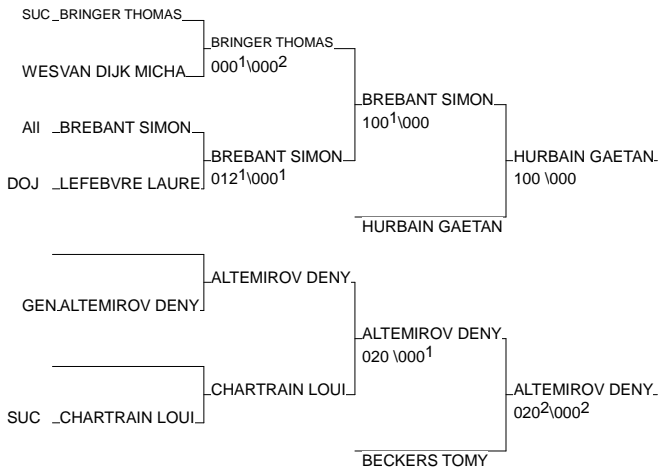 SUC BRINGER THOMAS
BRINGER THOMAS
000¹\000²
WESVAN DIJK MICHA
BREBANT SIMON
100¹\000
All BREBANT SIMON
BREBANT SIMON
012¹\000¹
HURBAIN GAETAN
100 \000
DOJ LEFEBVRE LAURE
HURBAIN GAETAN
ALTEMIROV DENY
GEN ALTEMIROV DENY
ALTEMIROV DENY
020 \000¹
CHARTRAIN LOUI
ALTEMIROV DENY
020²\000²
SUC CHARTRAIN LOUI
BECKERS TOMY